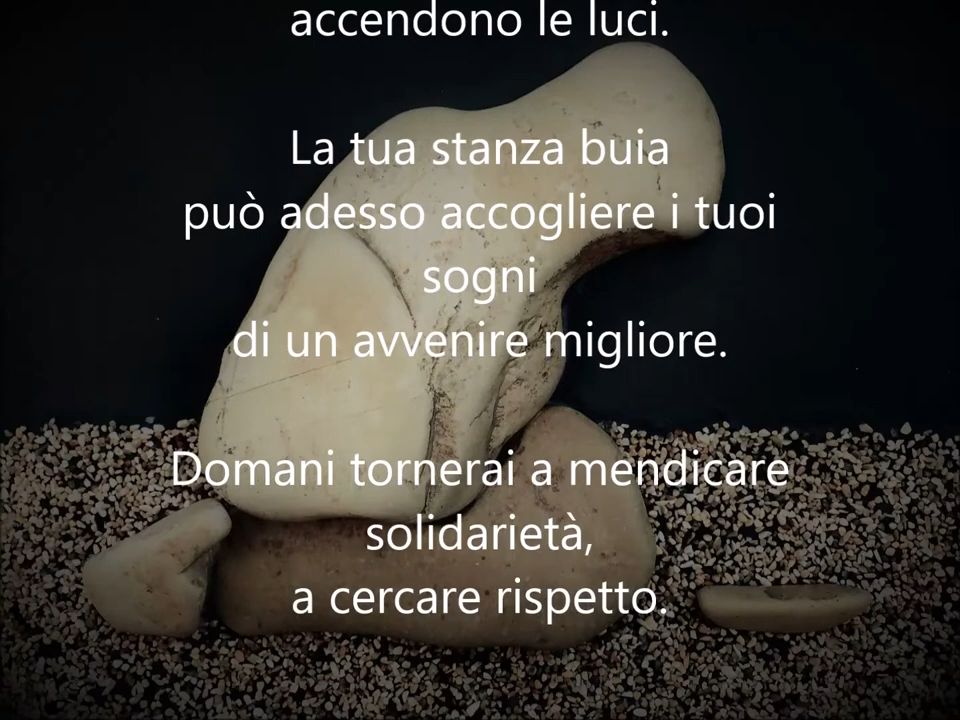 accendono le luci.
La tua stanza buia
può adesso accogliere i tuoi
sogni
di un avvenire migliore.
Domani tornerai a mendicare
solidarietà,
a cercare rispetto.